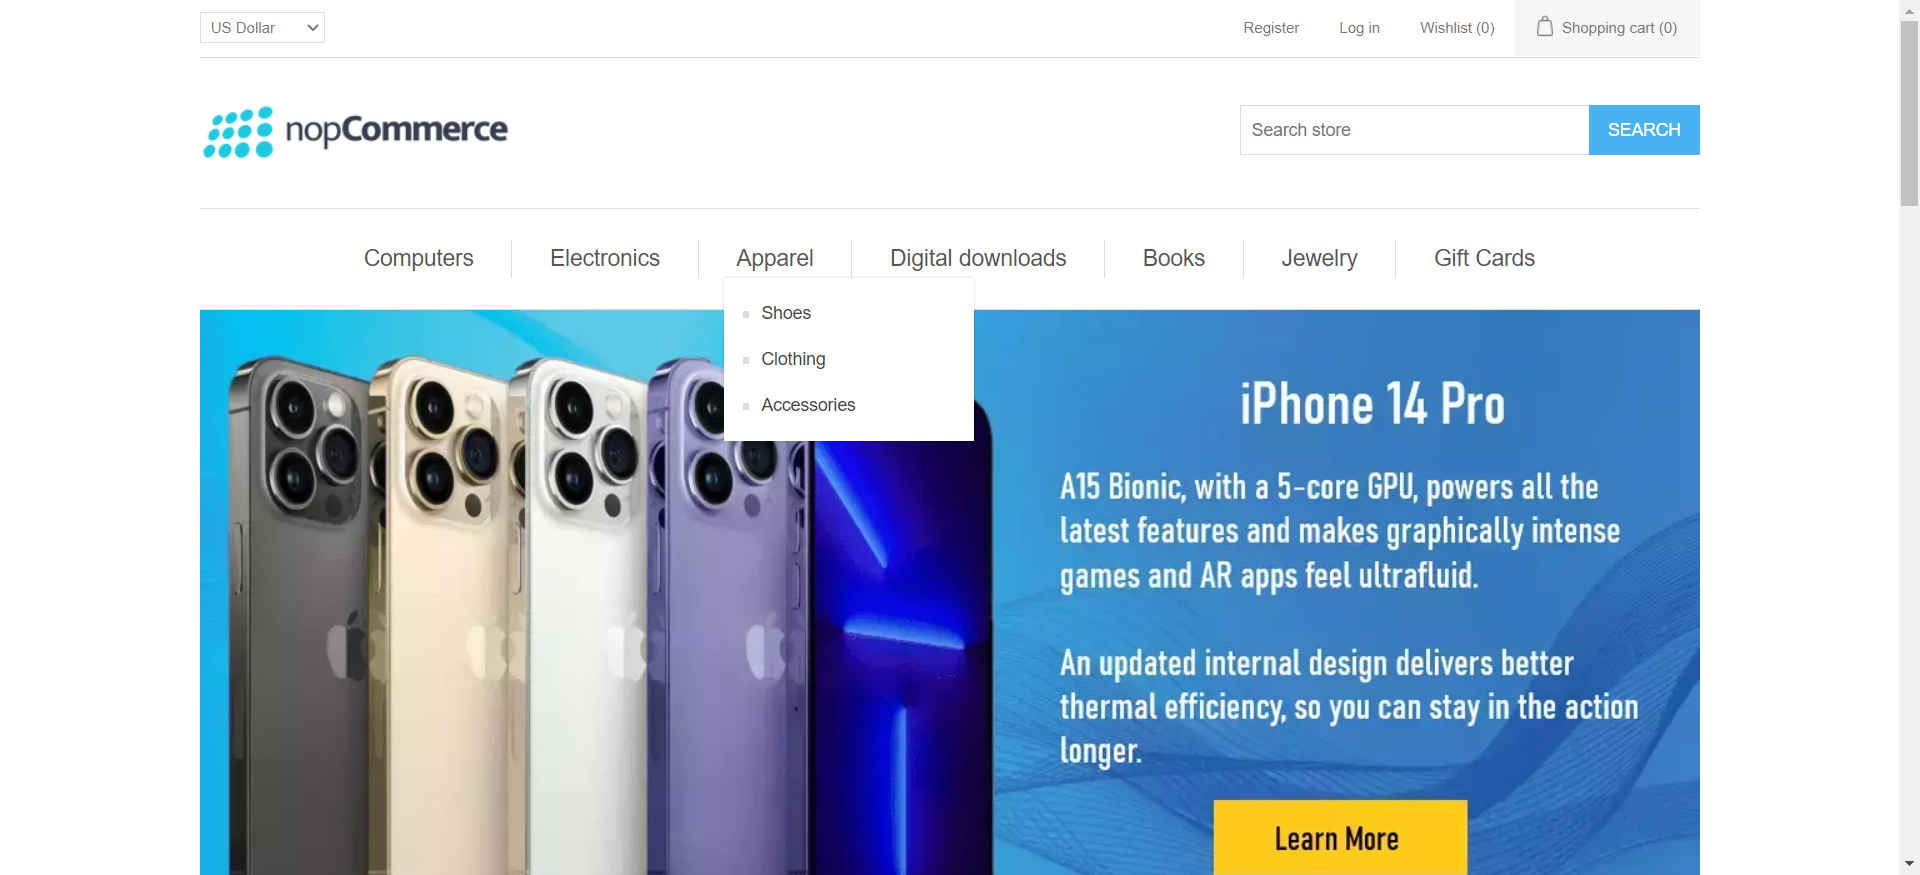 US Dollar
Register
Log in
Wishlist (0)
Shopping cart (0)
nopCommerce
Search store
SEARCH
Computers
Electronics
Apparel
Digital downloads
Books
Jewelry
Gift Cards
Shoes
Clothing
Accessories
iPhone 14 Pro
A15 Bionic, with a 5-core GPU, powers all the
latest features and makes graphically intense
games and AR apps feel ultrafluid.
An updated internal design delivers better
thermal efficiency, so you can stay in the action
longer.
Learn More